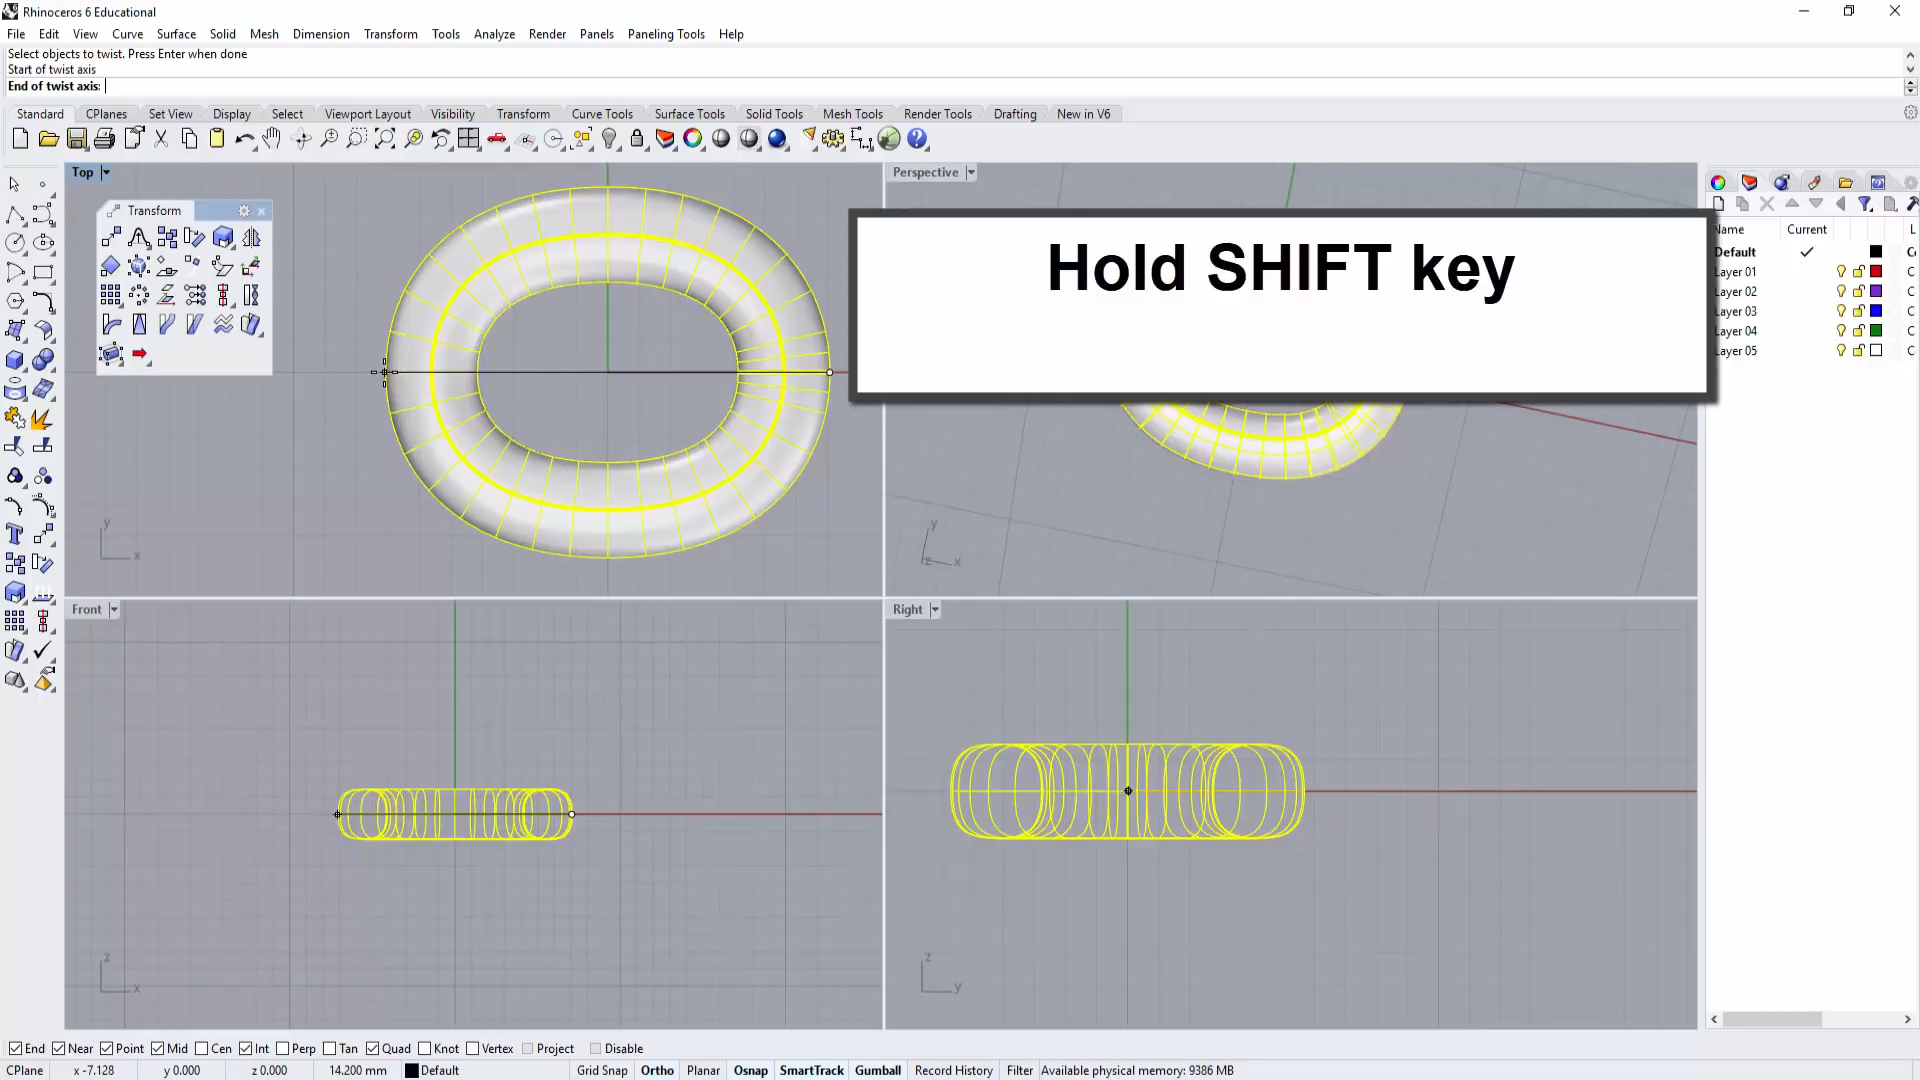 Rhinoceros 6 Educational
File Edit View Curve Surface Solid Mesh Dimension Transform Tools Analyze Render Panels Paneling Tools Help
Select objects to twist. Press Enter when done
Start of twist axis
End of twist axis:
Standard CPlanes Set View Display Select Viewport Layout Visibility Transform Curve Tools Surface Tools Solid Tools Mesh Tools Render Tools Drafting New in V6
Top
Perspective
Transform
Hold SHIFT key
Name Current L
Default
Layer 01 C
Layer 02 C
Layer 03 C
Layer 04 C
Layer 05 C
y
x
y
z
x
Front
Right
z
x
z
y
End Near Point Mid Cen Int Perp Tan Quad Knot Vertex Project Disable
CPlane x -7.128 y 0.000 z 0.000 14.200 mm Default Grid Snap Ortho Planar Osnap SmartTrack Gumball Record History Filter Available physical memory: 9386 MB